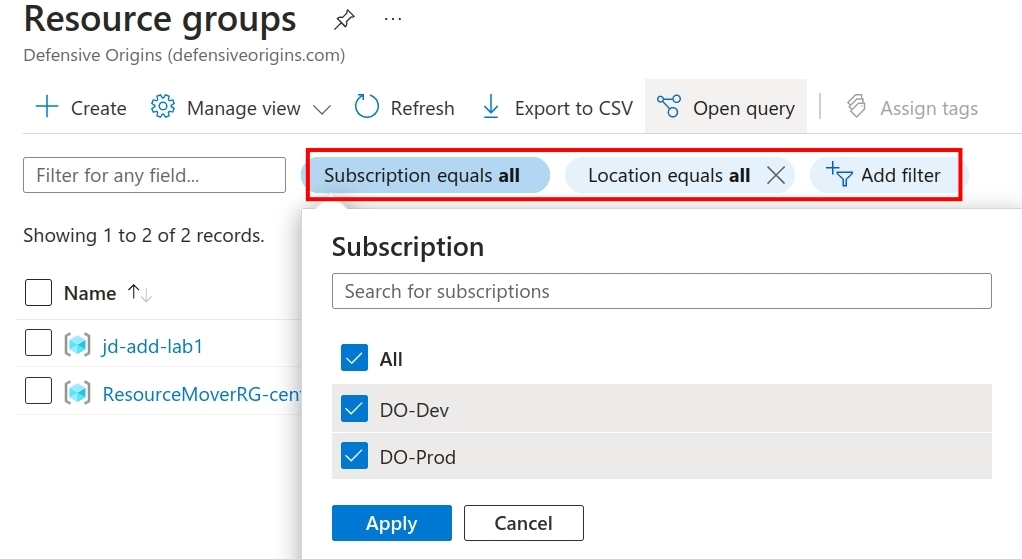 Resource groups
Defensive Origins (defensiveorigins.com)
Create Manage view Refresh Export to CSV Open query Assign tags
Filter for any field... Subscription equals all Location equals all Add filter
Showing 1 to 2 of 2 records.
Subscription
Search for subscriptions
Name
All
jd-add-lab1
ResourceMoverRG-cent
DO-Dev
DO-Prod
Apply Cancel